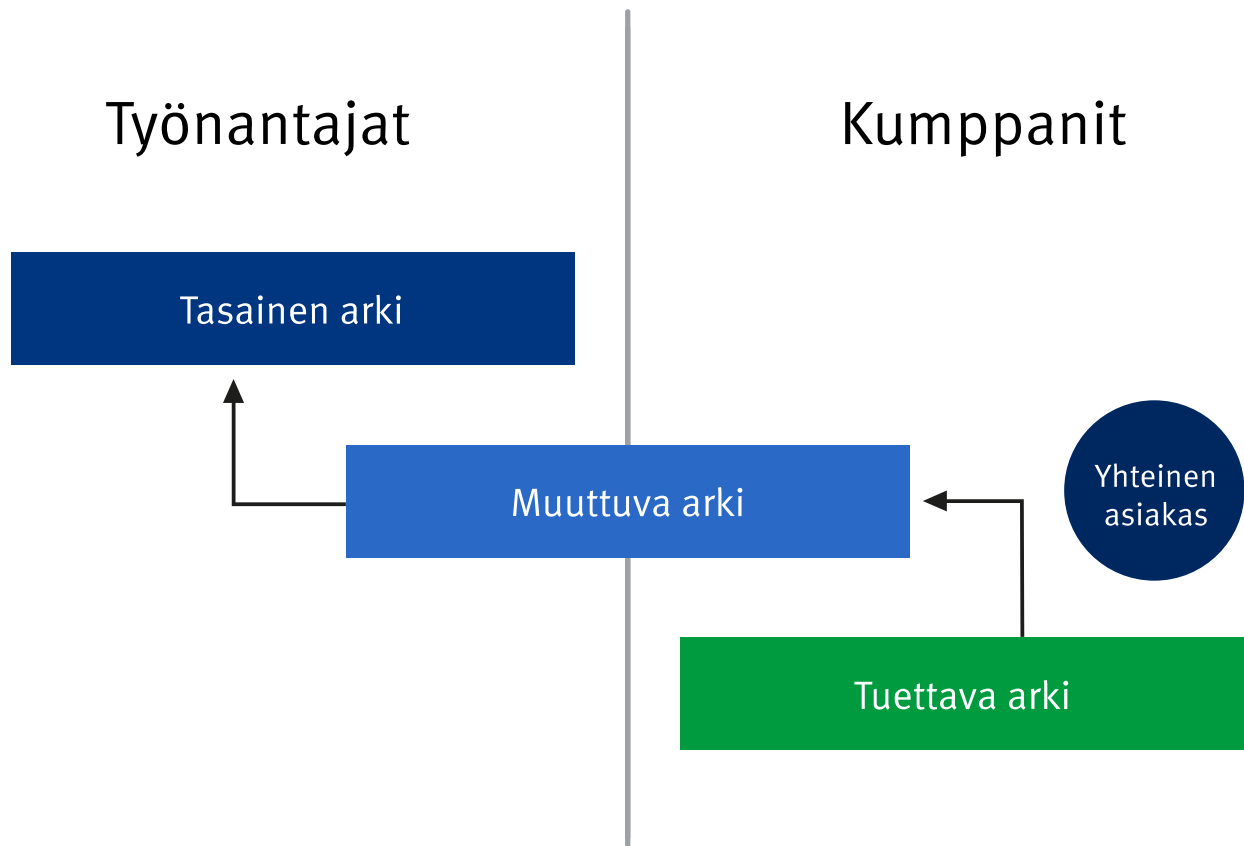 Työnantajat
Kumppanit
Tasainen arki
Muuttuva arki
Yhteinen
asiakas
Tuettava arki